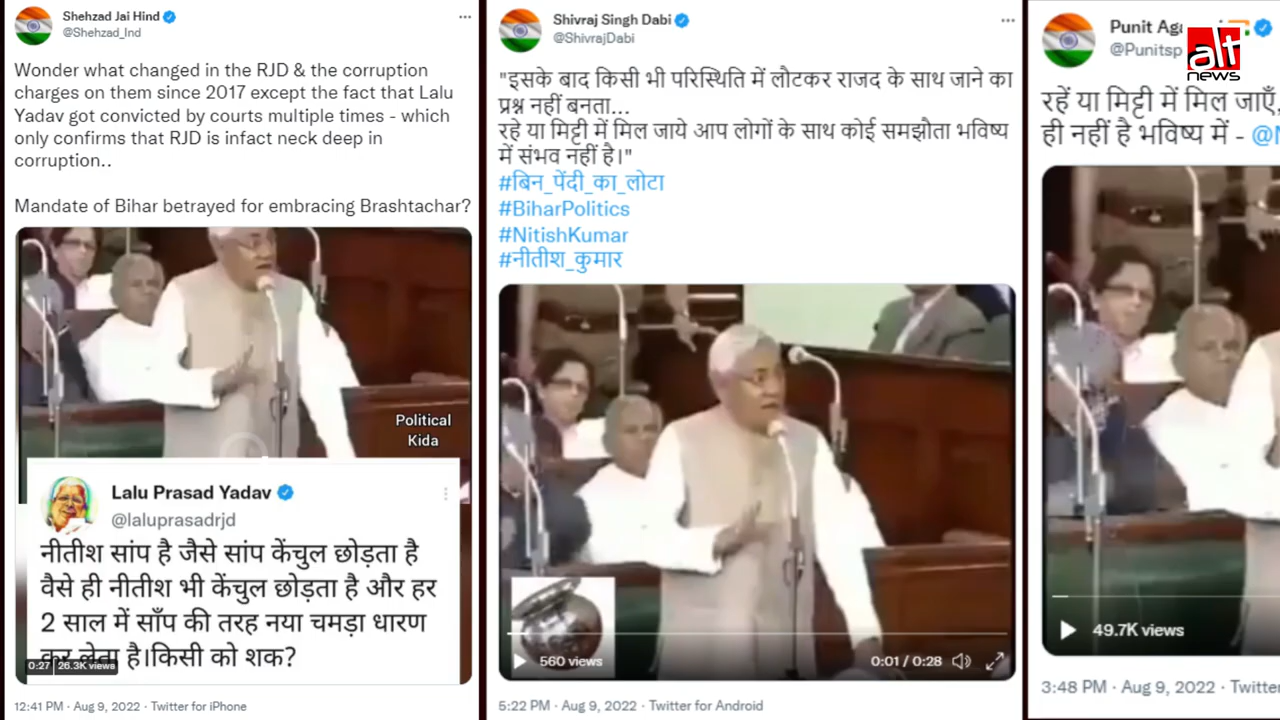 Shehzad Jai Hind
@Shehzad_Ind
Wonder what changed in the RJD & the corruption
charges on them since 2017 except the fact that Lalu
Yadav got convicted by courts multiple times - which
only confirms that RJD is infact neck deep in
corruption..
Mandate of Bihar betrayed for embracing Brashtachar?
Political
Kida
Lalu Prasad Yadav
@laluprasadrjd
नीतीश सांप है जैसे सांप केंचुल छोड़ता है
वैसे ही नीतीश भी केंचुल छोड़ता है और हर
2 साल में साँप की तरह नया चमड़ा धारण
कर लेता है।किसी को शक?
0:27 26.3K views
12:41 PM · Aug 9, 2022 · Twitter for iPhone
Shivraj Singh Dabi
@ShivrajDabi
"इसके बाद किसी भी परिस्थिति में लौटकर राजद के साथ जाने का
प्रश्न नहीं बनता...
रहे या मिट्टी में मिल जाये आप लोगों के साथ कोई समझौता भविष्य
में संभव नहीं है।"
#बिन_पेंदी_का_लोटा
#BiharPolitics
#NitishKumar
#नीतीश_कुमार
560 views
0:01 / 0:28
5:22 PM · Aug 9, 2022 · Twitter for Android
Punit
@Punitsp
alt
news
रहें या मिट्टी में मिल जाएँ,
ही नहीं है भविष्य में -
49.7K views
3:48 PM · Aug 9, 2022 ·